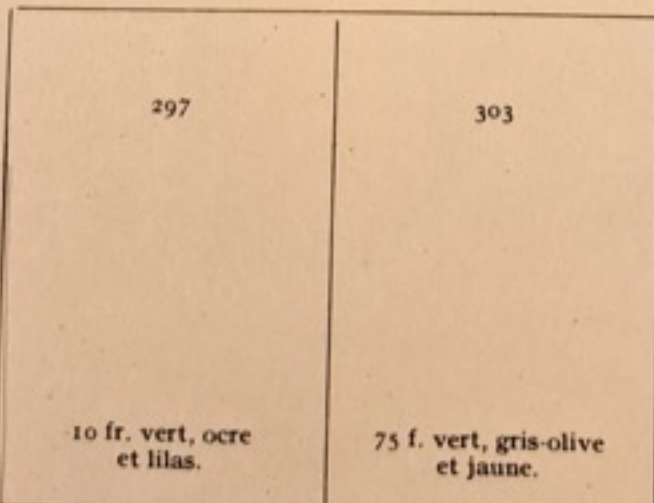 297
303
10 fr. vert, ocre
et lilas.
75 f. vert, gris-olive
et jaune.